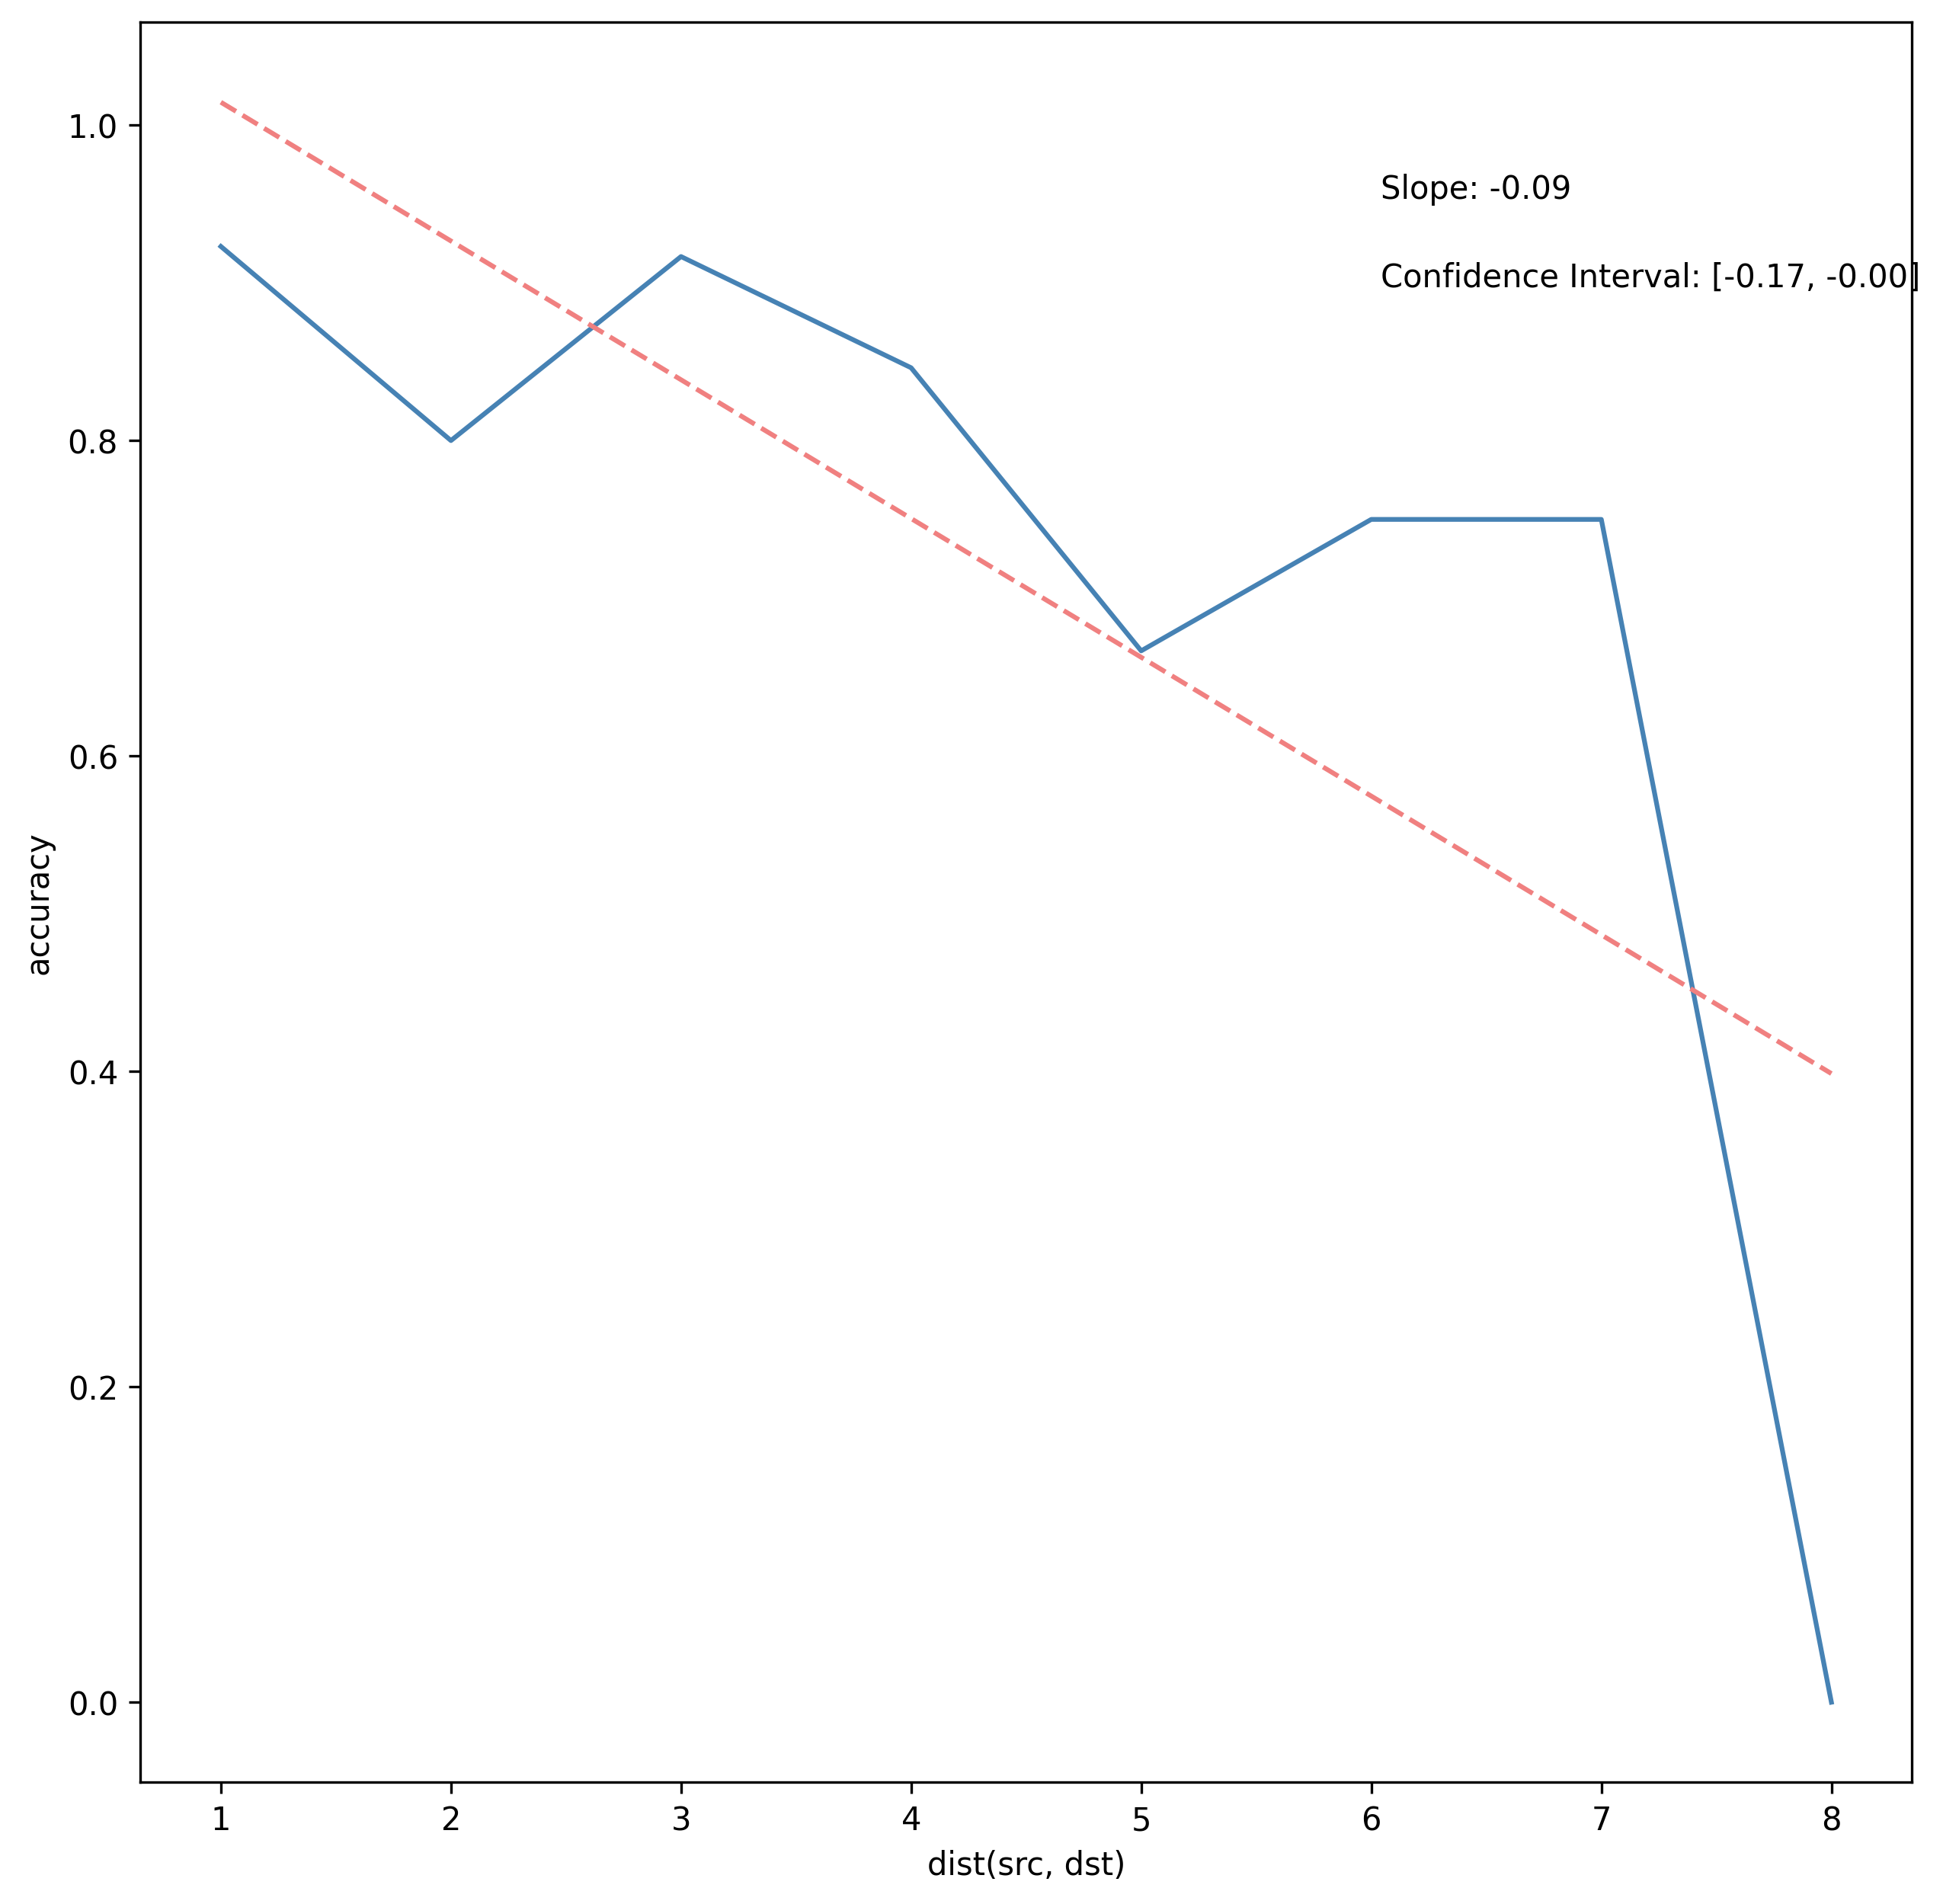 1.0
0.8
0.6
0.4
0.2
0.0
accuracy
Slope: -0.09
Confidence Interval: [-0.17, -0.00]
1 2 3 4 5 6 7 8
dist(src, dst)